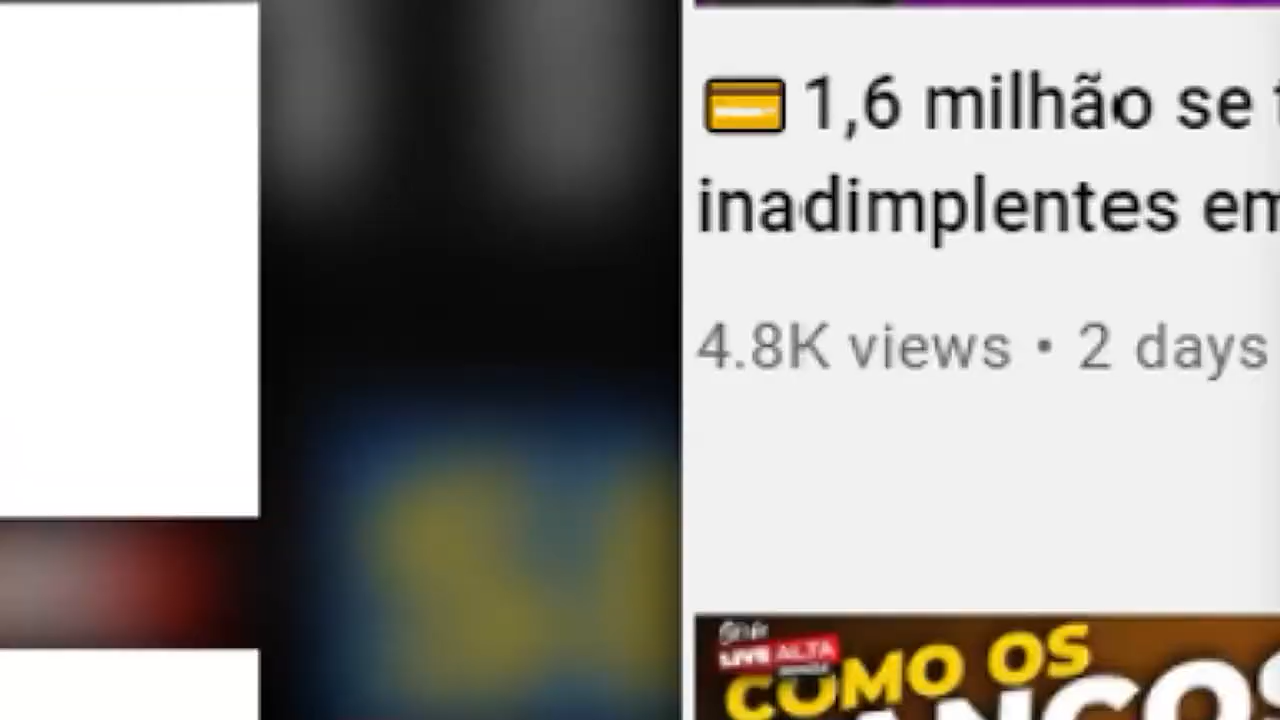 💳 1,6 milhão se
inadimplentes em
4.8K views • 2 days
LIVE ALTA
COMO OS